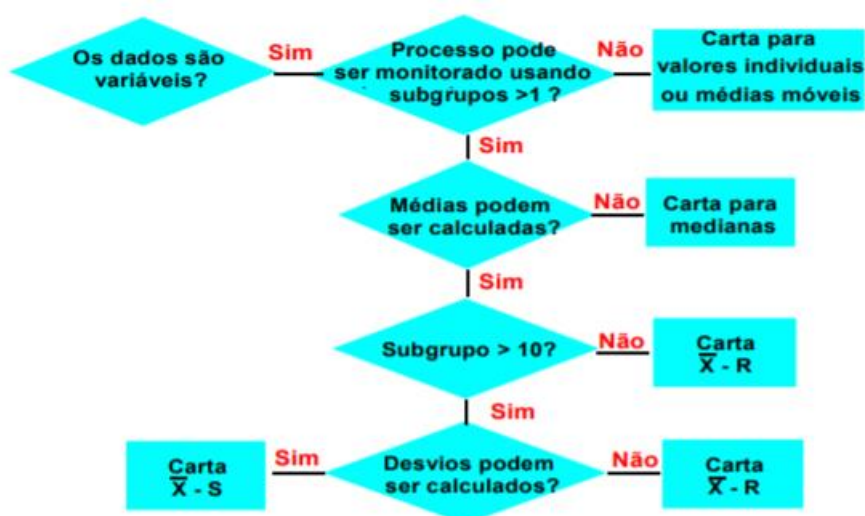 Os dados são
variáveis?
Sim
Processo pode
ser monitorado usando
subgrupos >1 ?
Não
Carta para
valores individuais
ou médias móveis
Sim
Médias podem
ser calculadas?
Não
Carta para
medianas
Sim
Subgrupo > 10?
Não
Carta
X̅ - R
Sim
Carta
X̅ - S
Sim
Desvios podem
ser calculados?
Não
Carta
X̅ - R